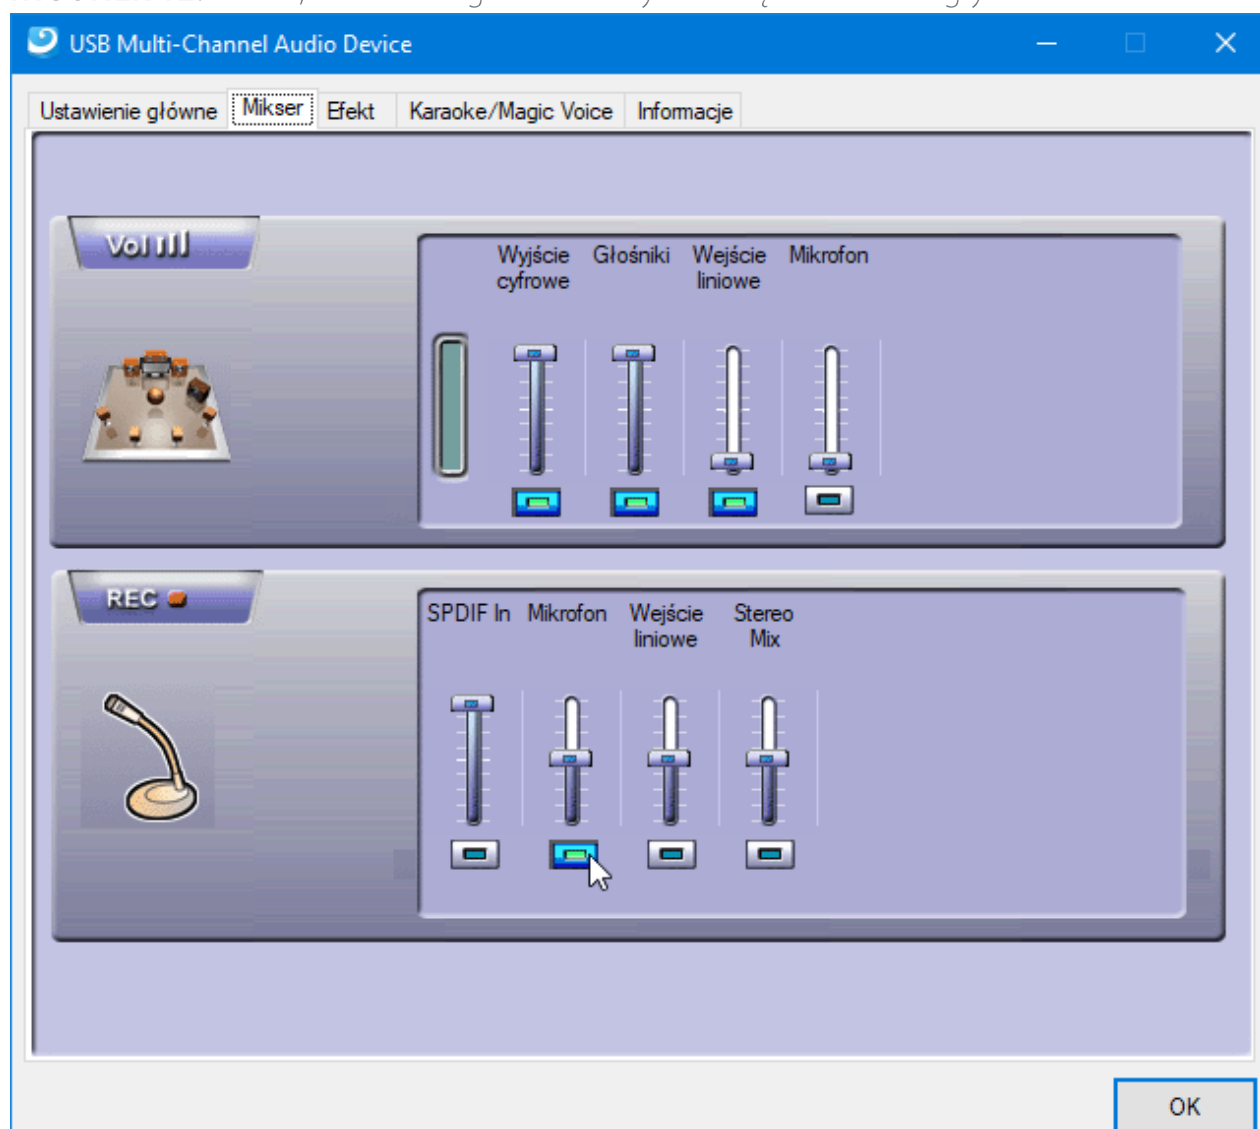 USB Multi-Channel Audio Device
Ustawienie główne Mikser Efekt Karaoke/Magic Voice Informacje
Vol
Wyjście cyfrowe
Głośniki
Wejście liniowe
Mikrofon
REC
SPDIF In
Mikrofon
Wejście liniowe
Stereo Mix
OK